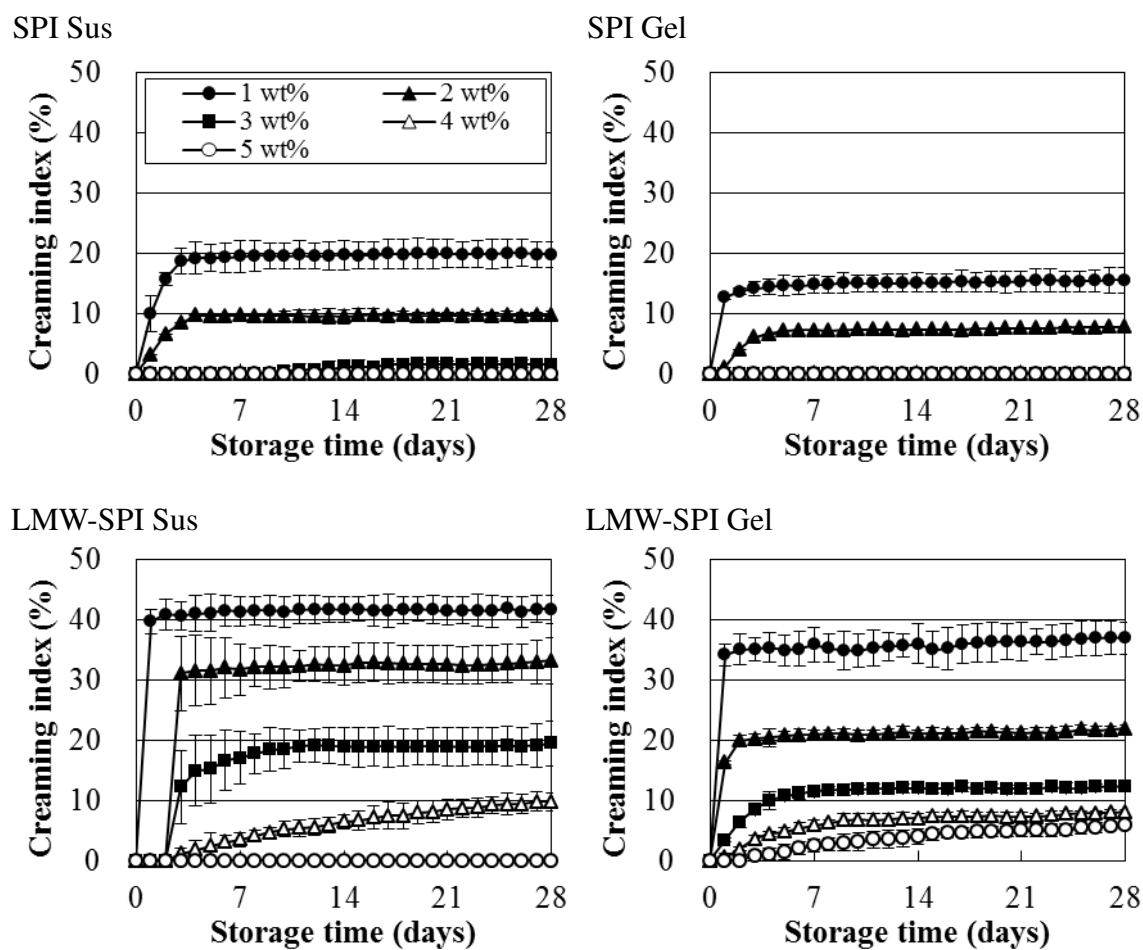 SPI Sus
50
40
30
20
10
0
Creaming index (%)
1 wt%
2 wt%
3 wt%
4 wt%
5 wt%
0 7 14 21 28
Storage time (days)
SPI Gel
50
40
30
20
10
0
Creaming index (%)
0 7 14 21 28
Storage time (days)
LMW-SPI Sus
50
40
30
20
10
0
Creaming index (%)
0 7 14 21 28
Storage time (days)
LMW-SPI Gel
50
40
30
20
10
0
Creaming index (%)
0 7 14 21 28
Storage time (days)